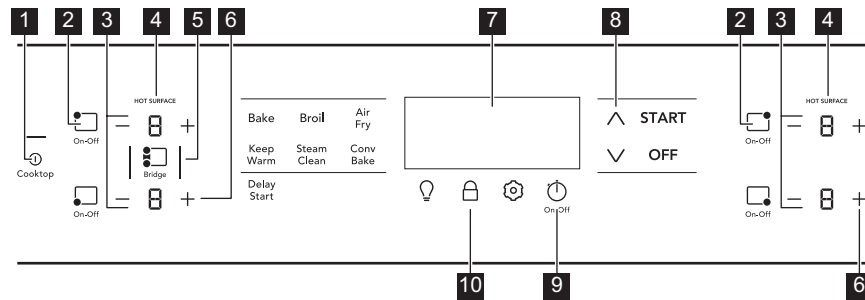 1 2 3 4 5 6 7 8 2 3 4
HOT SURFACE HOT SURFACE
Bake Broil Air Fry START
On-Off − 8 + On-Off − 8 +
Cooktop Bridge Keep Warm Steam Clean Conv Bake OFF
Delay Start
On-Off − 8 + On-Off On-Off − 8 +
10 9 6